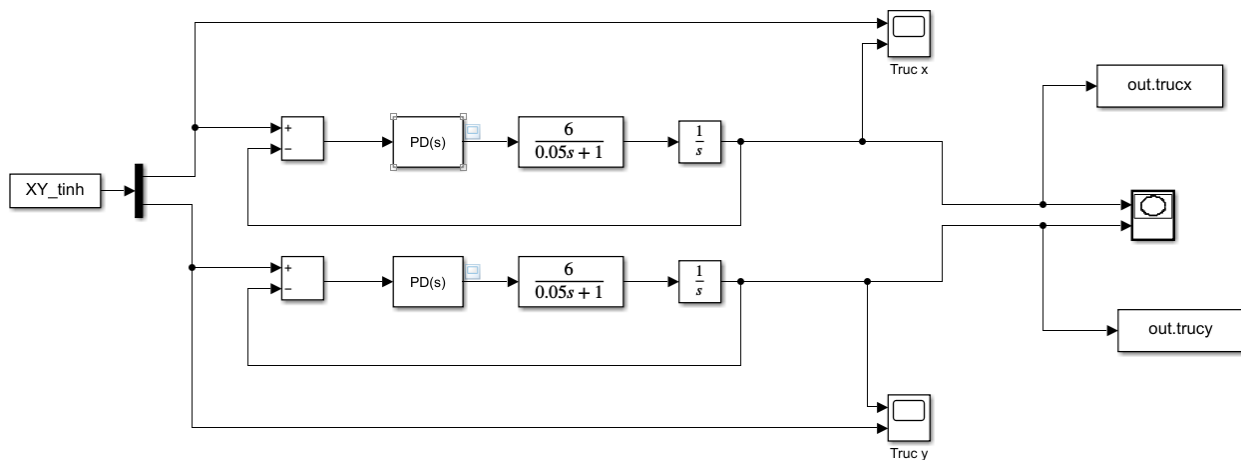 Truc x
out.trucx
+
−
PD(s)
6
0.05s + 1
1
s
XY_tinh
+
−
PD(s)
6
0.05s + 1
1
s
out.trucy
Truc y